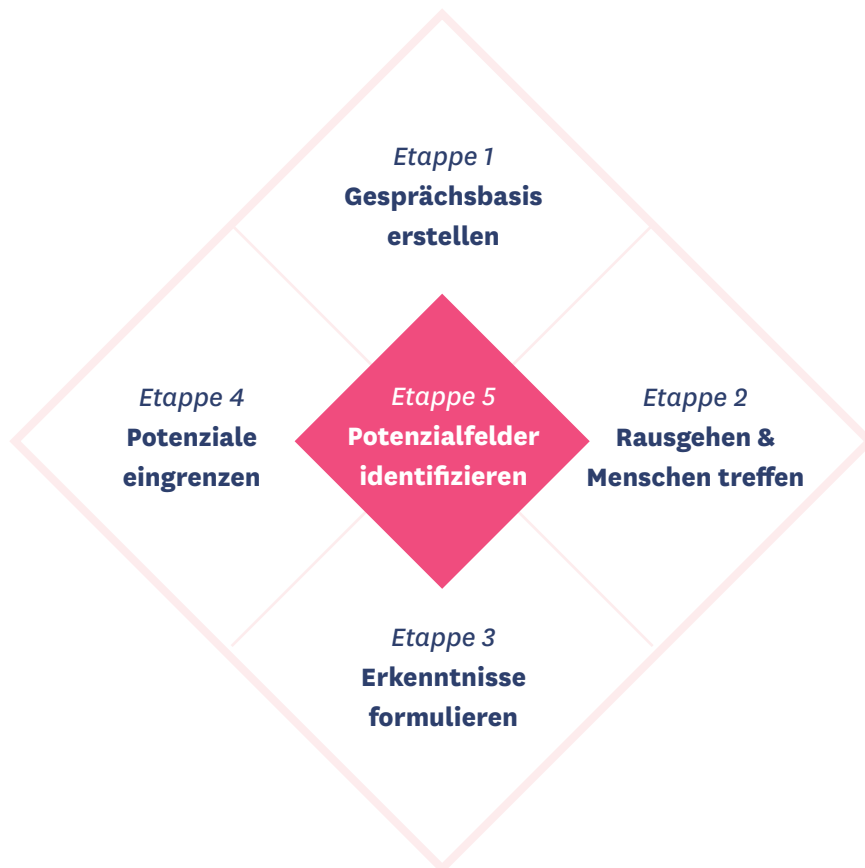 Etappe 1
Gesprächsbasis
erstellen
Etappe 4
Potenziale
eingrenzen
Etappe 5
Potenzialfelder
identifizieren
Etappe 2
Rausgehen &
Menschen treffen
Etappe 3
Erkenntnisse
formulieren